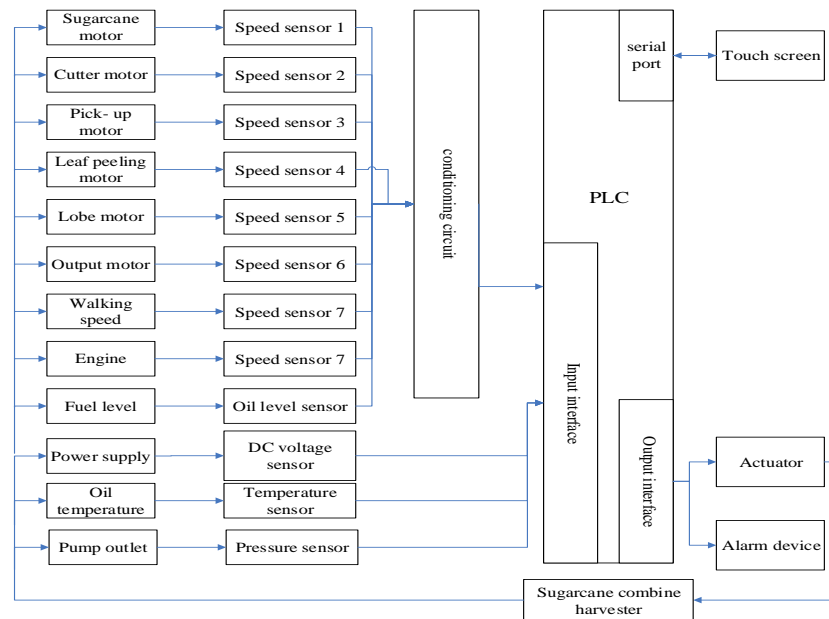 Sugarcane
motor
Speed sensor 1
Cutter motor
Speed sensor 2
Pick- up
motor
Speed sensor 3
Leaf peeling
motor
Speed sensor 4
Lobe motor
Speed sensor 5
Output motor
Speed sensor 6
Walking
speed
Speed sensor 7
Engine
Speed sensor 7
Fuel level
Oil level sensor
Power supply
DC voltage
sensor
Oil
temperature
Temperature
sensor
Pump outlet
Pressure sensor
conditioning circuit
PLC
serial
port
Input interface
Output interface
Touch screen
Actuator
Alarm device
Sugarcane combine
harvester